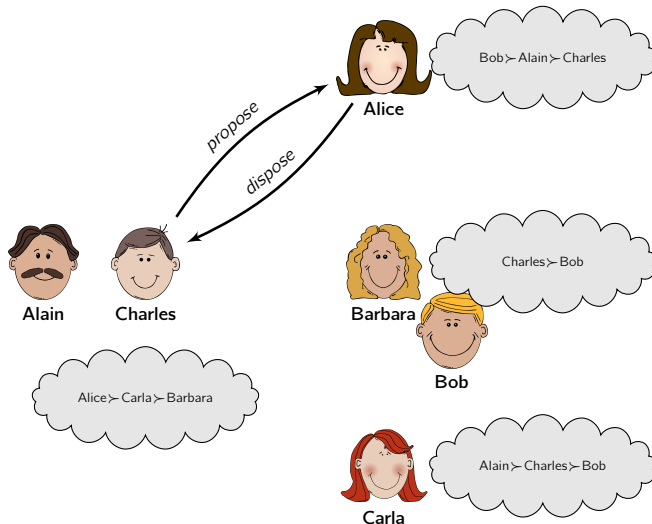 Bob≻Alain≻Charles
Alice
propose
dispose
Charles≻Bob
Alain
Charles
Barbara
Bob
Alice≻Carla≻Barbara
Alain≻Charles≻Bob
Carla